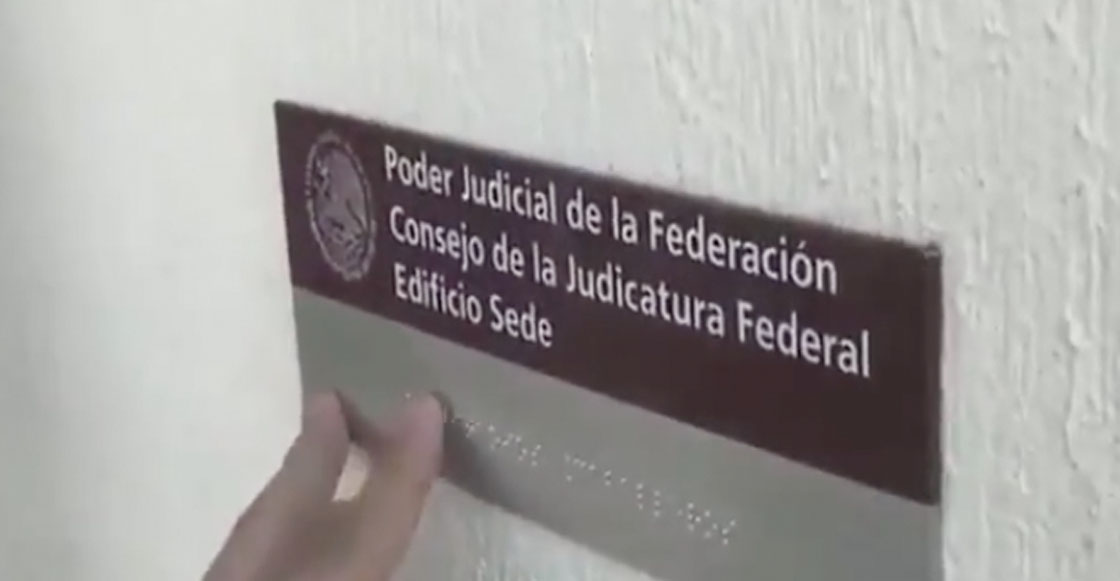 Poder Judicial de la Federación
Consejo de la Judicatura Federal
Edificio Sede